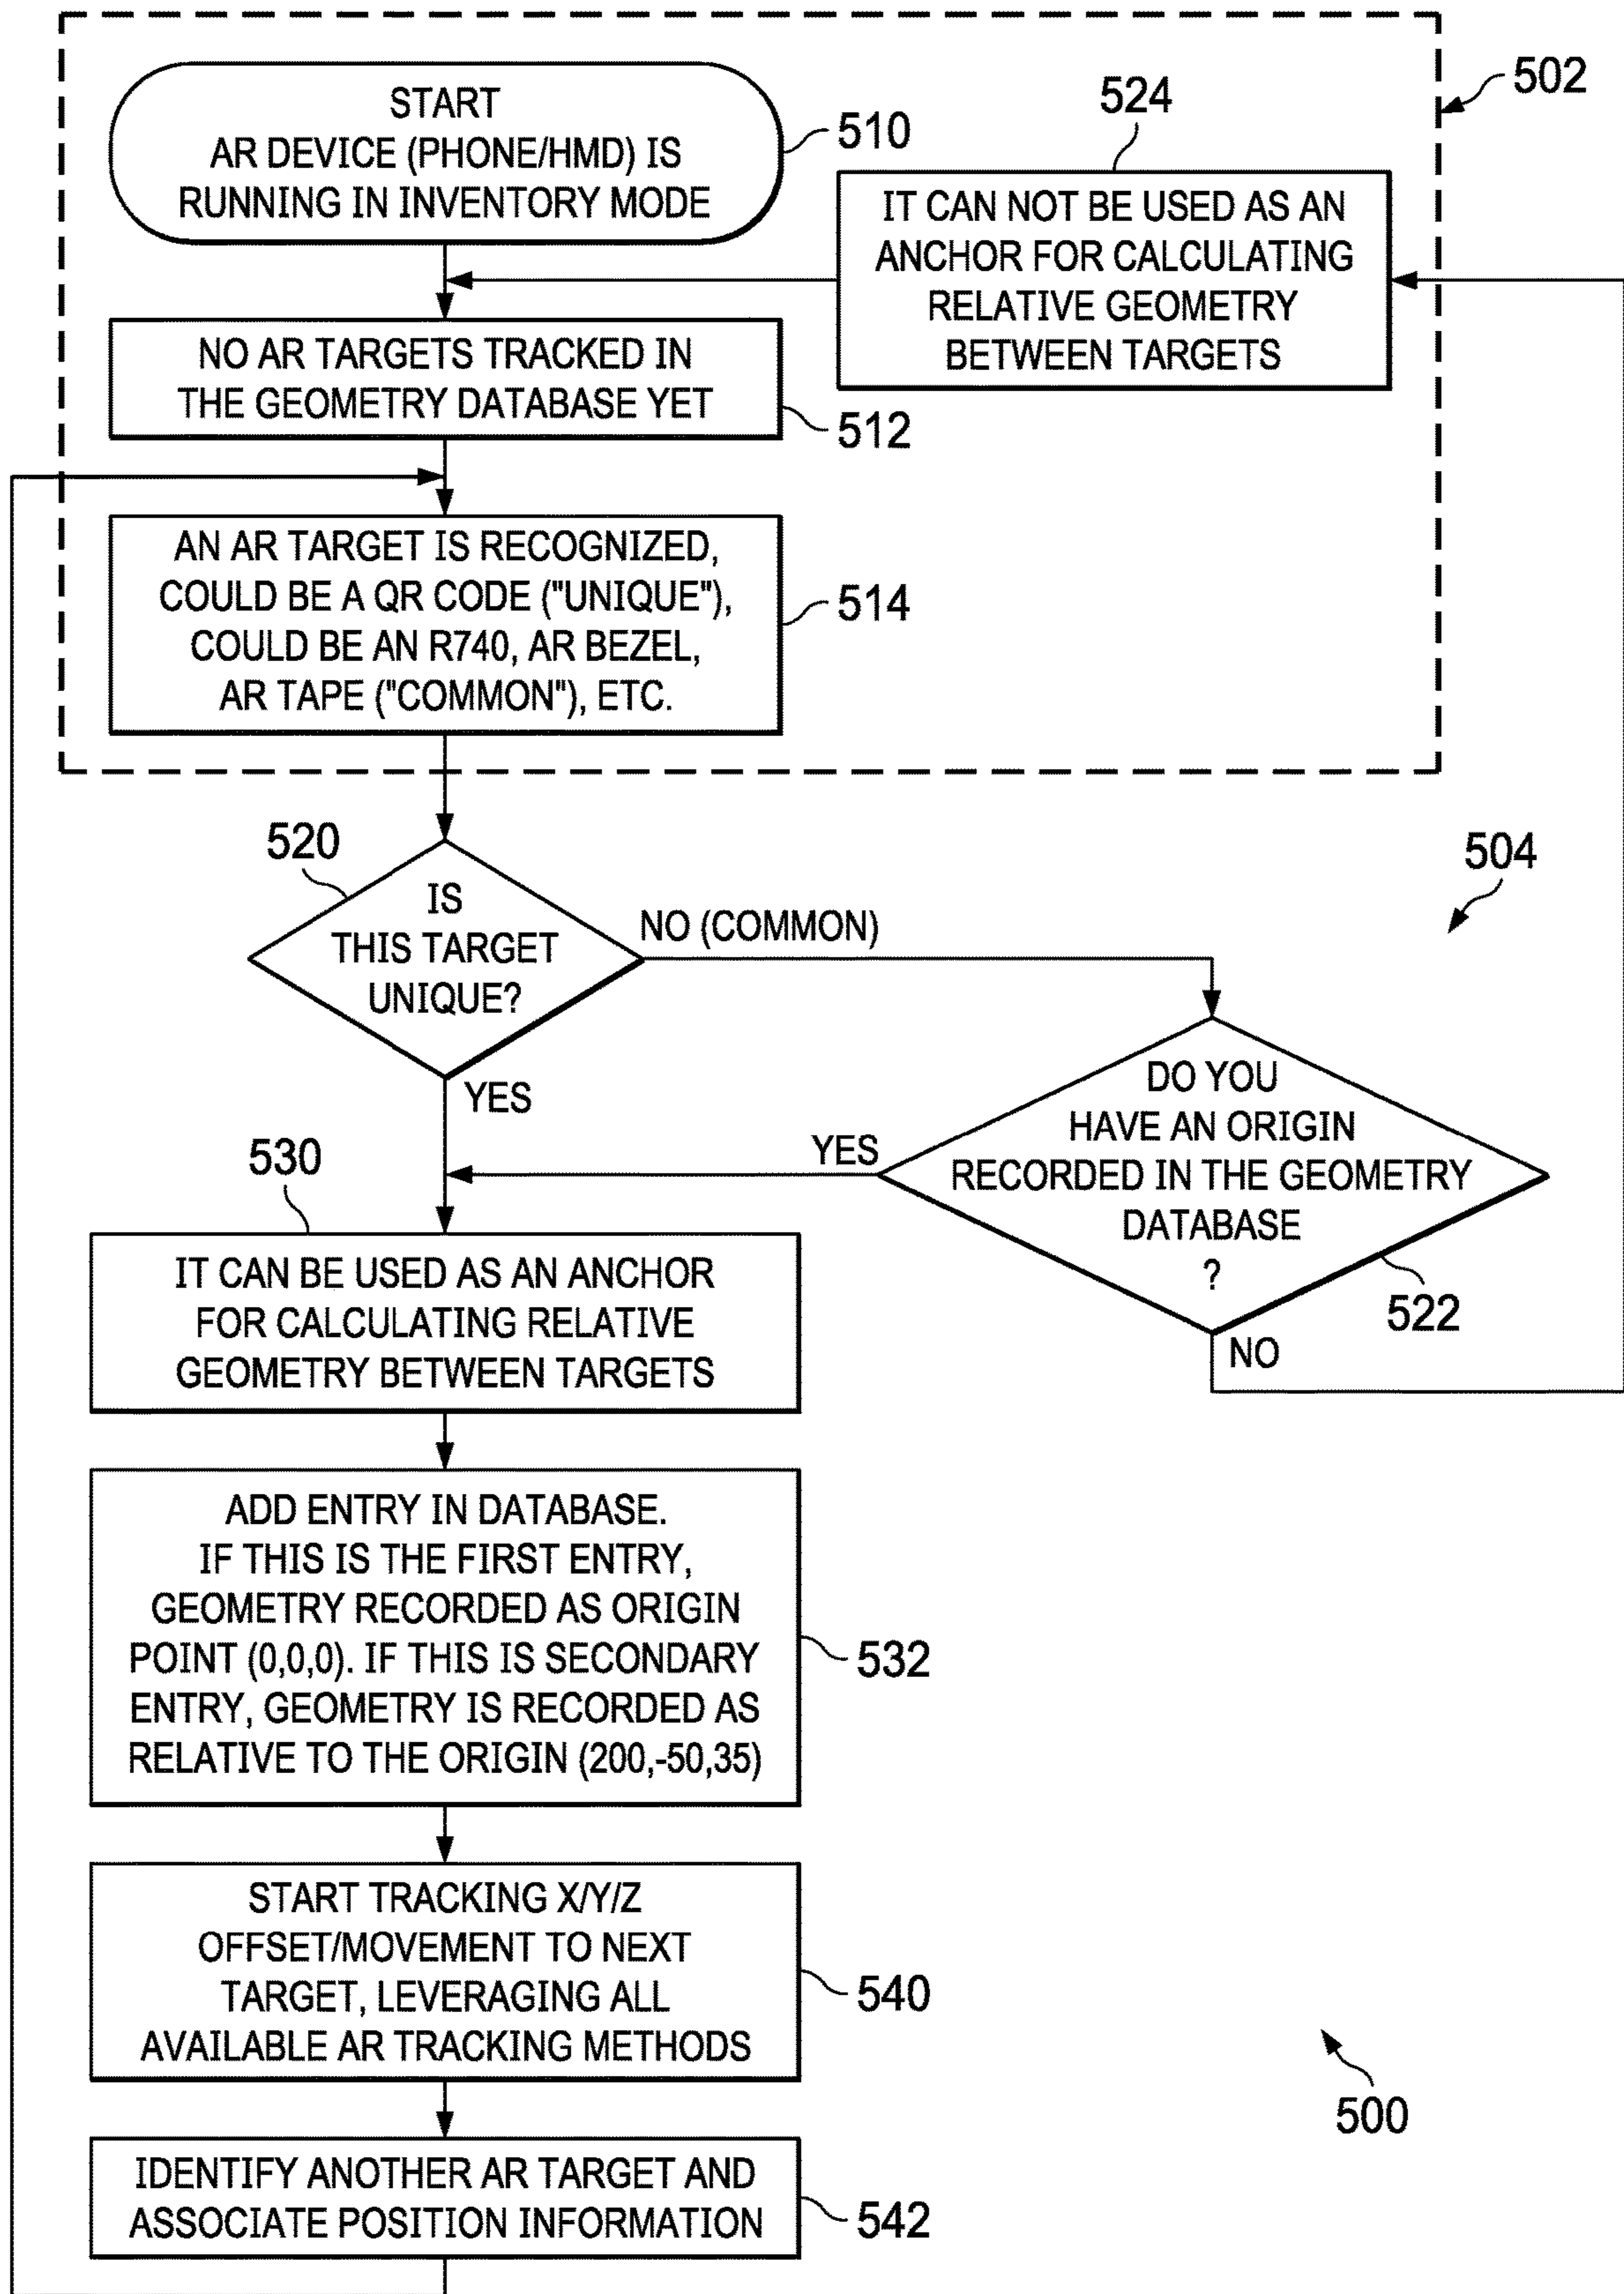 START
AR DEVICE (PHONE/HMD) IS
RUNNING IN INVENTORY MODE
510
524
502
IT CAN NOT BE USED AS AN
ANCHOR FOR CALCULATING
RELATIVE GEOMETRY
BETWEEN TARGETS
NO AR TARGETS TRACKED IN
THE GEOMETRY DATABASE YET
512
AN AR TARGET IS RECOGNIZED,
COULD BE A QR CODE ("UNIQUE"),
COULD BE AN R740, AR BEZEL,
AR TAPE ("COMMON"), ETC.
514
520
IS
THIS TARGET
UNIQUE?
NO (COMMON)
504
YES
DO YOU
HAVE AN ORIGIN
RECORDED IN THE GEOMETRY
DATABASE
?
YES
522
NO
530
IT CAN BE USED AS AN ANCHOR
FOR CALCULATING RELATIVE
GEOMETRY BETWEEN TARGETS
ADD ENTRY IN DATABASE.
IF THIS IS THE FIRST ENTRY,
GEOMETRY RECORDED AS ORIGIN
POINT (0,0,0). IF THIS IS SECONDARY
ENTRY, GEOMETRY IS RECORDED AS
RELATIVE TO THE ORIGIN (200,-50,35)
532
START TRACKING X/Y/Z
OFFSET/MOVEMENT TO NEXT
TARGET, LEVERAGING ALL
AVAILABLE AR TRACKING METHODS
540
500
IDENTIFY ANOTHER AR TARGET AND
ASSOCIATE POSITION INFORMATION
542